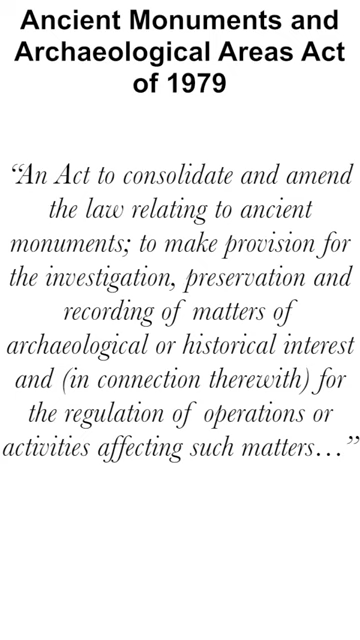 Ancient Monuments and
Archaeological Areas Act
of 1979
“An Act to consolidate and amend
the law relating to ancient
monuments; to make provision for
the investigation, preservation and
recording of matters of
archaeological or historical interest
and (in connection therewith) for
the regulation of operations or
activities affecting such matters…”